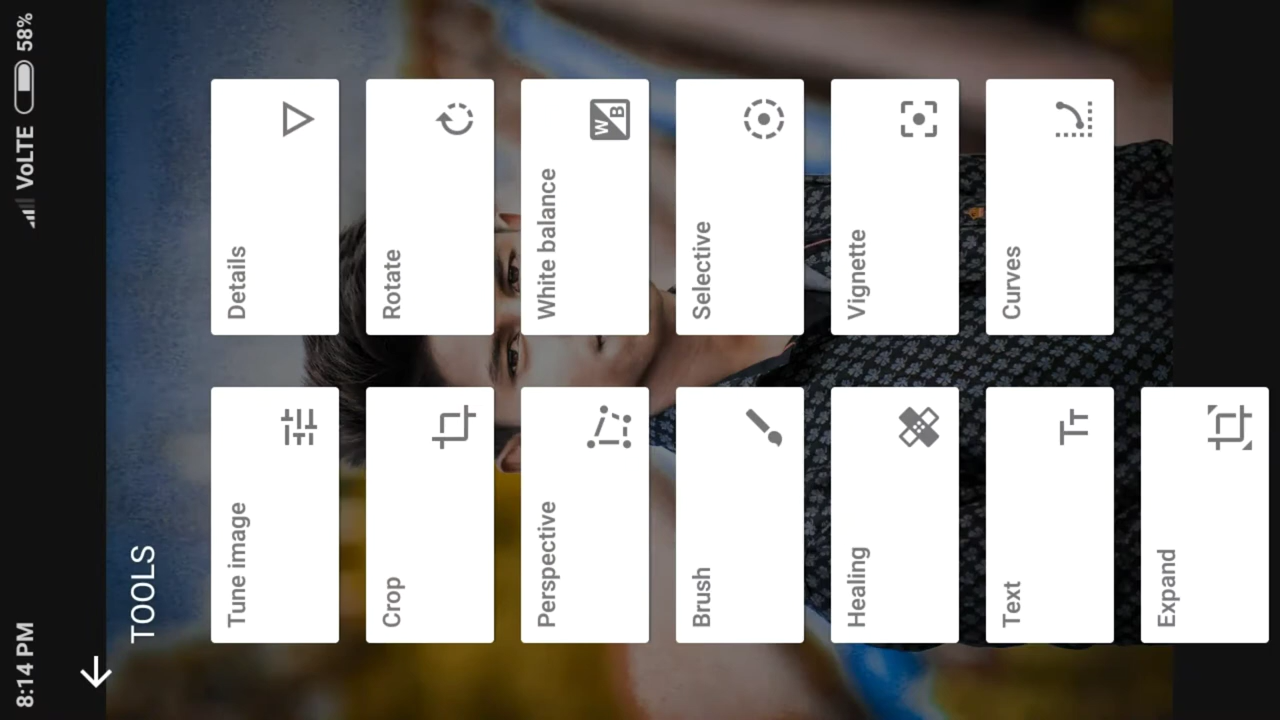 8:14 PM VoLTE 58%
TOOLS
Tune image Details
Crop Rotate
Perspective White balance
WB
Brush Selective
Healing Vignette
Text Curves
Tт
Expand